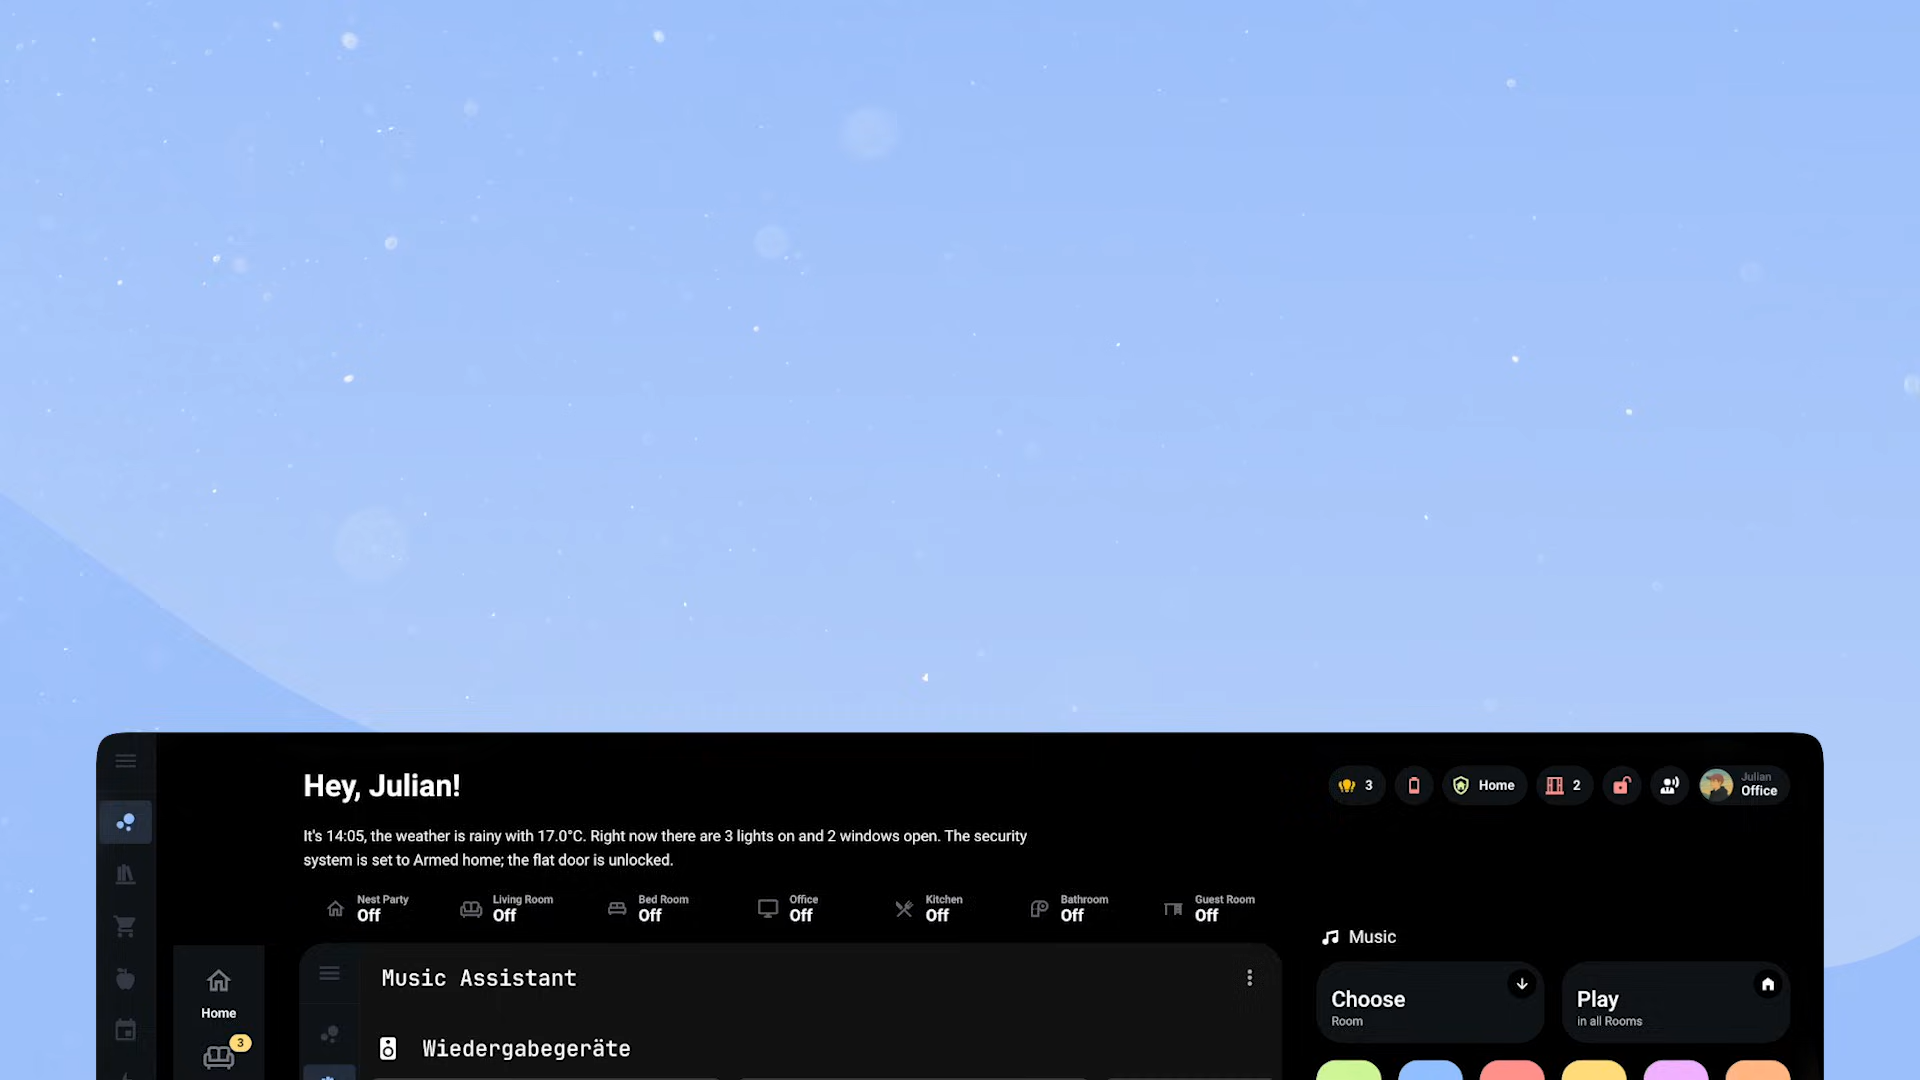 Hey, Julian!
3
Home
2
Julian
Office
It's 14:05, the weather is rainy with 17.0°C. Right now there are 3 lights on and 2 windows open. The security
system is set to Armed home; the flat door is unlocked.
Nest Party
Off
Living Room
Off
Bed Room
Off
Office
Off
Kitchen
Off
Bathroom
Off
Guest Room
Off
Music
Home
3
Music Assistant
Wiedergabegeräte
Choose
Room
Play
in all Rooms